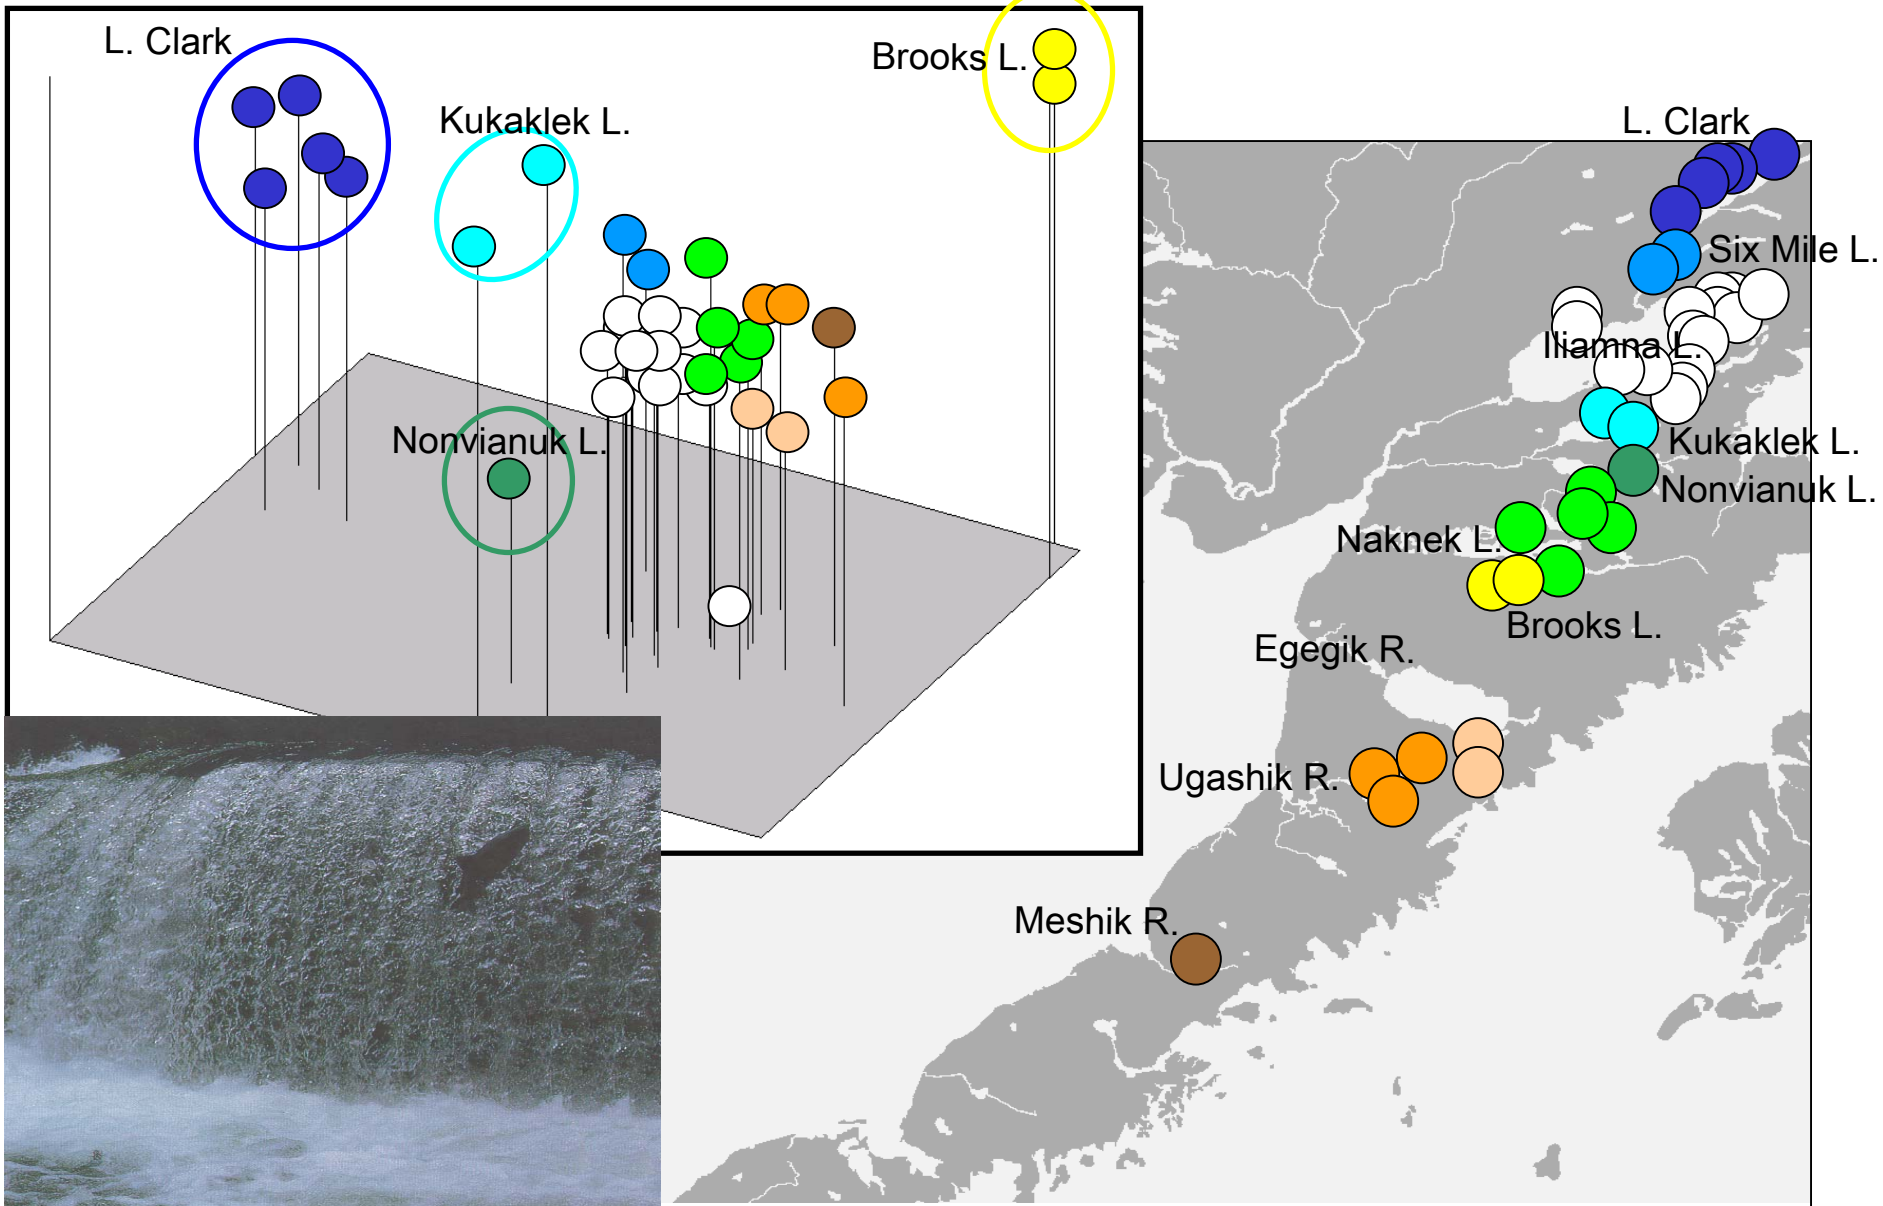 L. Clark
Brooks L.
Kukaklek L.
Nonvianuk L.
L. Clark
Six Mile L.
Iliamna L.
Kukaklek L.
Nonvianuk L.
Naknek L.
Brooks L.
Egegik R.
Ugashik R.
Meshik R.